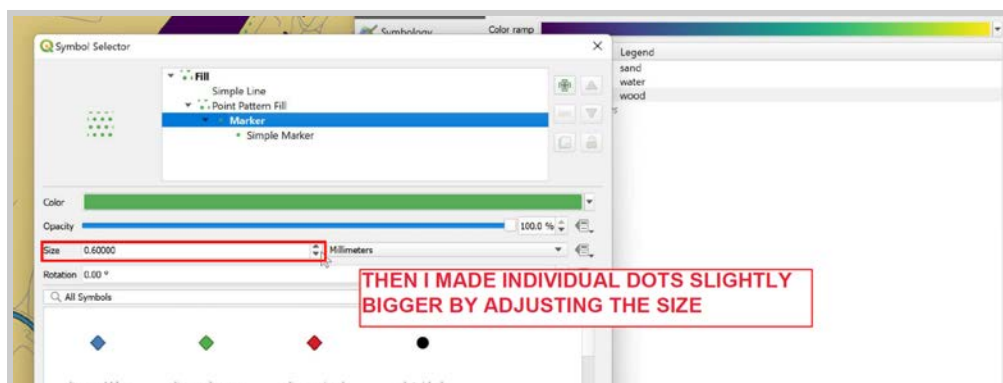 Symbology
Color ramp
Symbol Selector
Legend
sand
water
wood
Fill
Simple Line
Point Pattern Fill
Marker
Simple Marker
Color
Opacity
100.0 %
Size 0.60000
Millimeters
Rotation 0.00 °
All Symbols
THEN I MADE INDIVIDUAL DOTS SLIGHTLY
BIGGER BY ADJUSTING THE SIZE